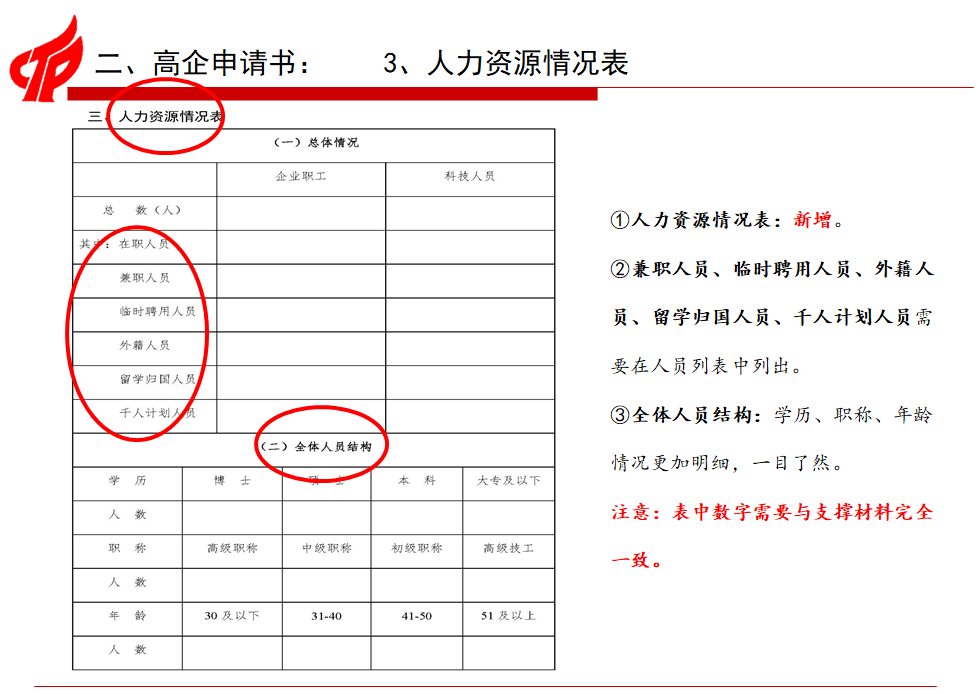 二、高企申请书： 3、人力资源情况表
三、人力资源情况表
（一）总体情况
企业职工 科技人员
总 数（人）
其中：在职人员
兼职人员
临时聘用人员
外籍人员
留学归国人员
千人计划人员
（二）全体人员结构
学 历 博 士 硕 士 本 科 大专及以下
人 数
职 称 高级职称 中级职称 初级职称 高级技工
人 数
年 龄 30及以下 31-40 41-50 51及以上
人 数
①人力资源情况表：新增。
②兼职人员、临时聘用人员、外籍人
员、留学归国人员、千人计划人员需
要在人员列表中列出。
③全体人员结构：学历、职称、年龄
情况更加明细，一目了然。
注意：表中数字需要与支撑材料完全
一致。